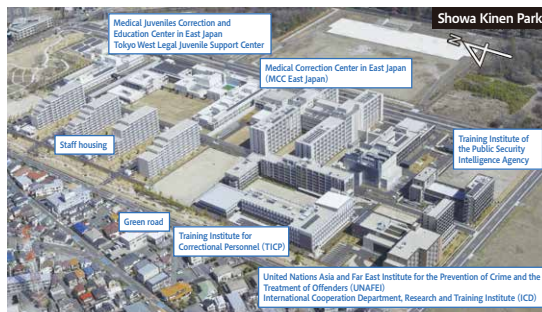 Showa Kinen Park
N
Medical Juveniles Correction and
Education Center in East Japan
Tokyo West Legal Juvenile Support Center
Medical Correction Center in East Japan
(MCC East Japan)
Staff housing
Training Institute of
the Public Security
Intelligence Agency
Green road
Training Institute for
Correctional Personnel (TICP)
United Nations Asia and Far East Institute for the Prevention of Crime and the
Treatment of Offenders (UNAFEI)
International Cooperation Department, Research and Training Institute (ICD)